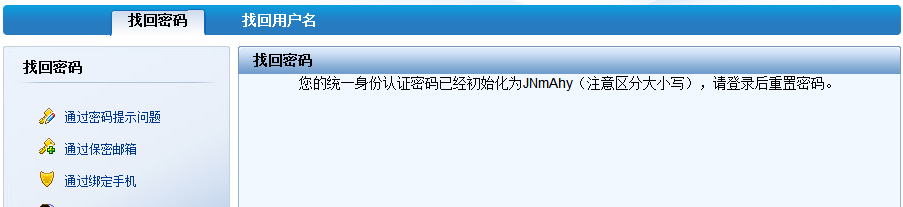 找回密码 找回用户名
找回密码
通过密码提示问题
通过保密邮箱
通过绑定手机
找回密码
您的统一身份认证密码已经初始化为JNmAhy（注意区分大小写），请登录后重置密码。